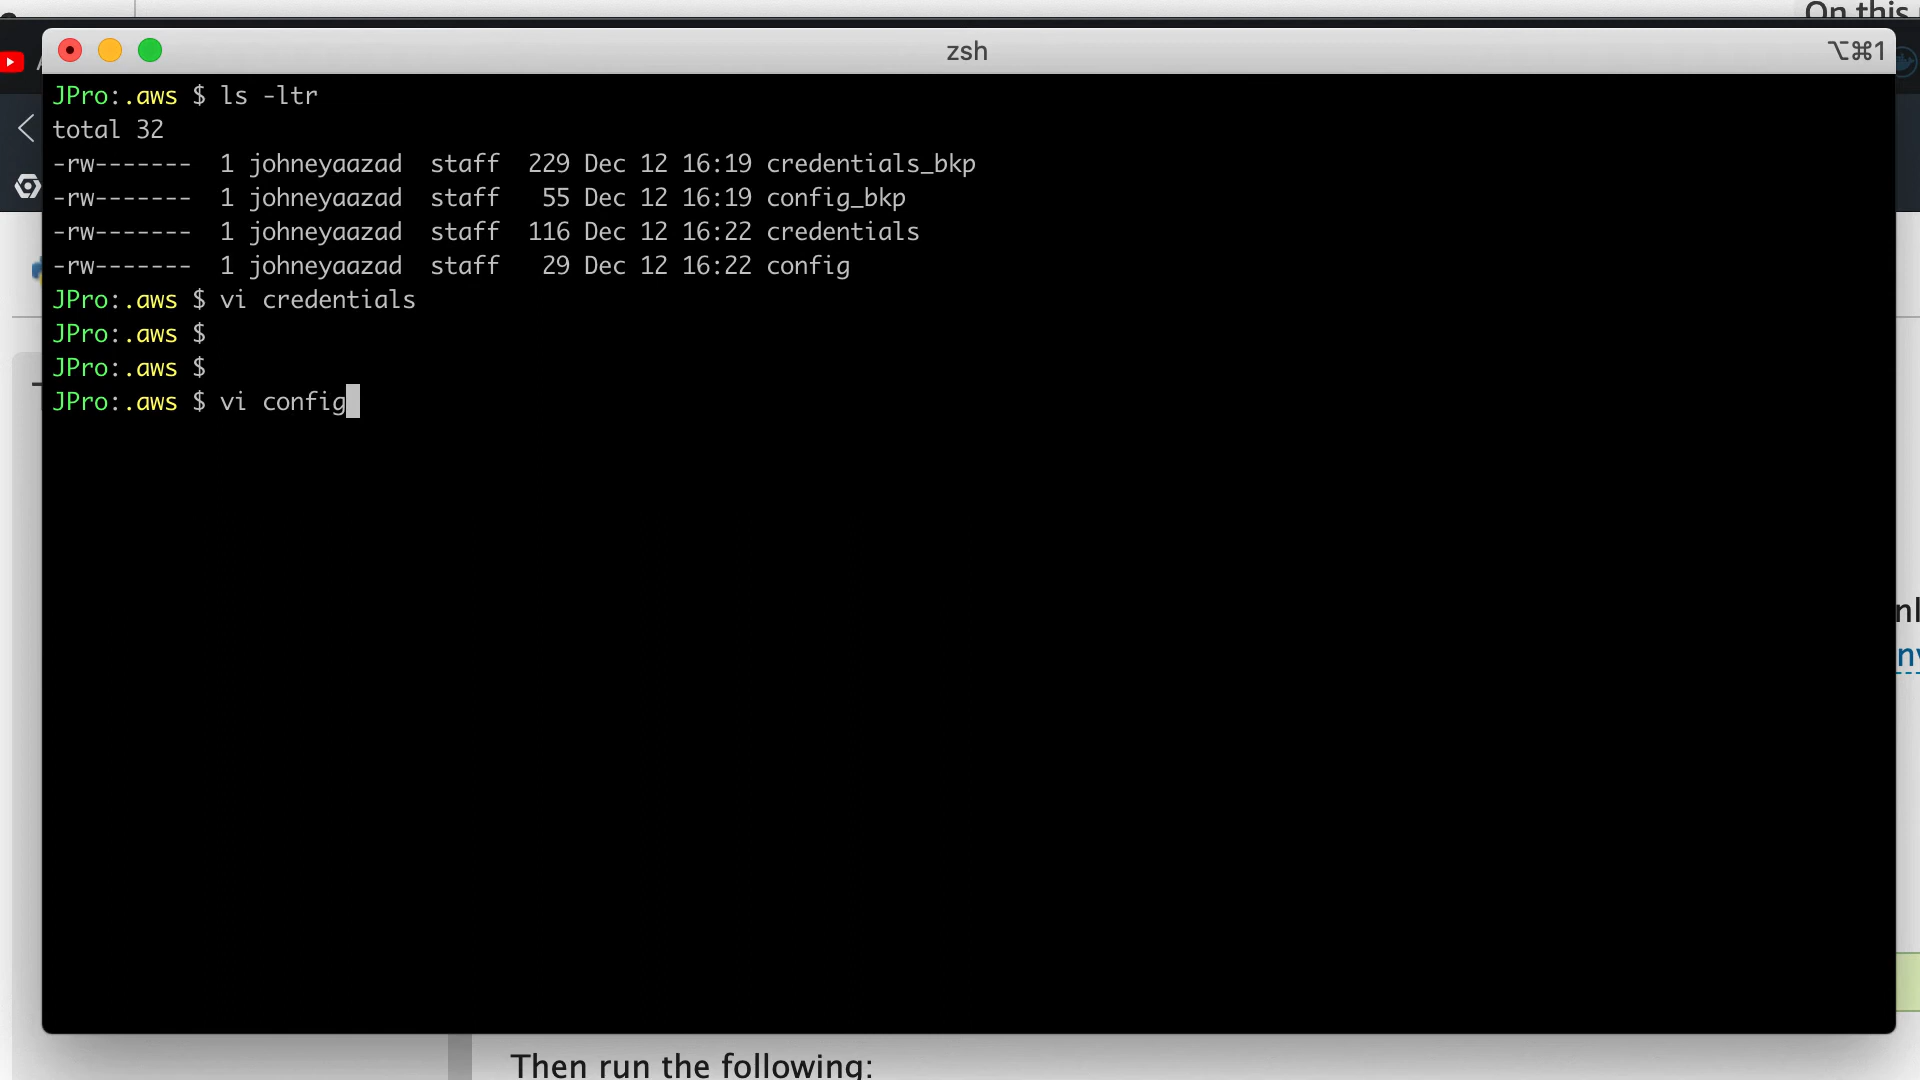 On this
zsh
⌥⌘1
JPro:.aws $ ls -ltr
total 32
-rw-------  1 johneyaazad  staff  229 Dec 12 16:19 credentials_bkp
-rw-------  1 johneyaazad  staff   55 Dec 12 16:19 config_bkp
-rw-------  1 johneyaazad  staff  116 Dec 12 16:22 credentials
-rw-------  1 johneyaazad  staff   29 Dec 12 16:22 config
JPro:.aws $ vi credentials
JPro:.aws $
JPro:.aws $
JPro:.aws $ vi config
Then run the following: